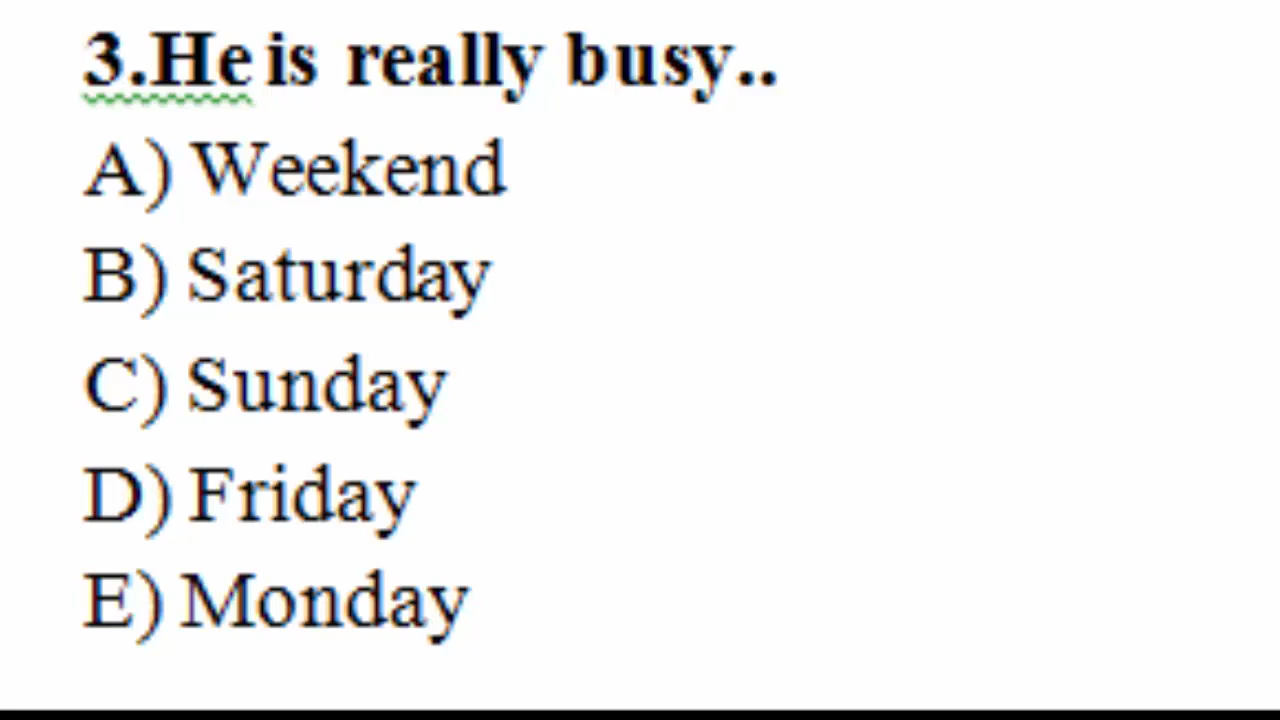 3.He is really busy..
A) Weekend
B) Saturday
C) Sunday
D) Friday
E) Monday